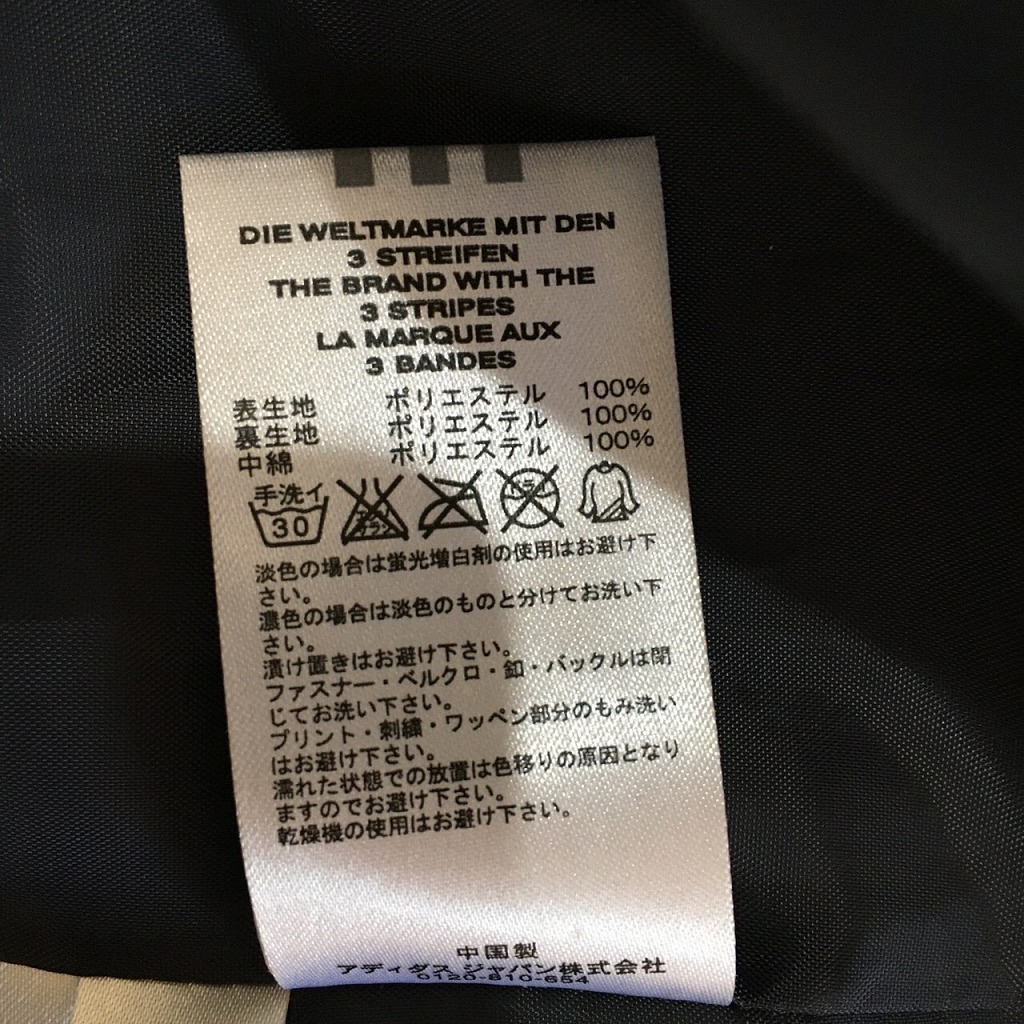 DIE WELTMARKE MIT DEN
3 STREIFEN
THE BRAND WITH THE
3 STRIPES
LA MARQUE AUX
3 BANDES
表生地 ポリエステル 100%
裏生地 ポリエステル 100%
中綿 ポリエステル 100%
手洗イ
30
淡色の場合は蛍光増白剤の使用はお避け下
さい。
濃色の場合は淡色のものと分けてお洗い下
さい。
漬け置きはお避け下さい。
ファスナー・ベルクロ・釦・バックルは閉
じてお洗い下さい。
プリント・刺繍・ワッペン部分のもみ洗い
はお避け下さい。
濡れた状態での放置は色移りの原因となり
ますのでお避け下さい。
乾燥機の使用はお避け下さい。
中国製
アディダス ジャパン株式会社
0120-810-654